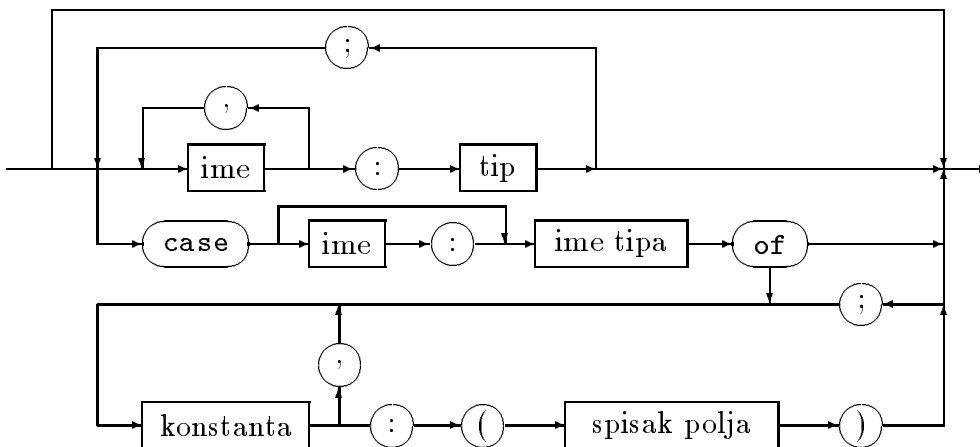 ;
,
ime : tip
case ime : ime tipa of
;
,
konstanta : ( spisak polja )